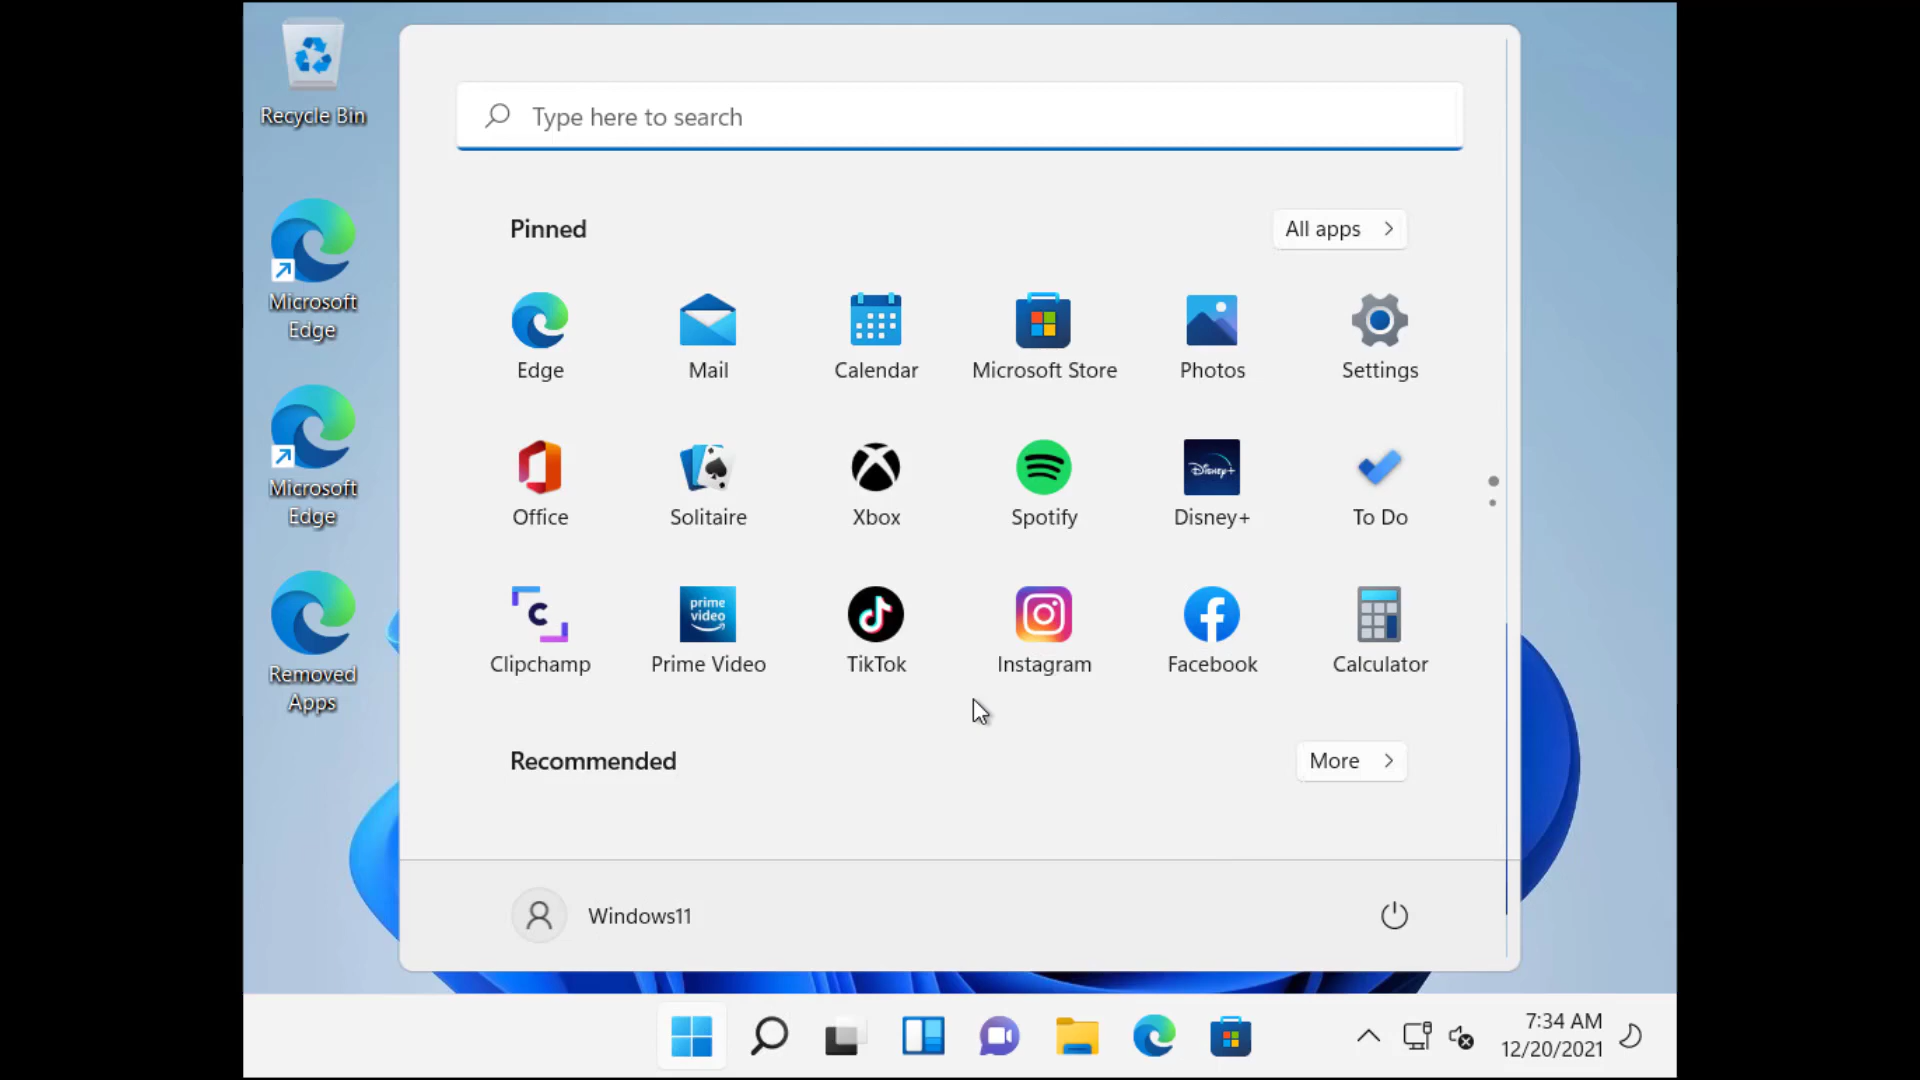 Recycle Bin
Microsoft
Edge
Microsoft
Edge
Removed
Apps
Type here to search
Pinned
All apps
Edge
Mail
Calendar
Microsoft Store
Photos
Settings
Office
Solitaire
Xbox
Spotify
Disney+
Disney+
To Do
C
prime
video
Clipchamp
Prime Video
TikTok
Instagram
Facebook
Calculator
Recommended
More
Windows11
7:34 AM
12/20/2021